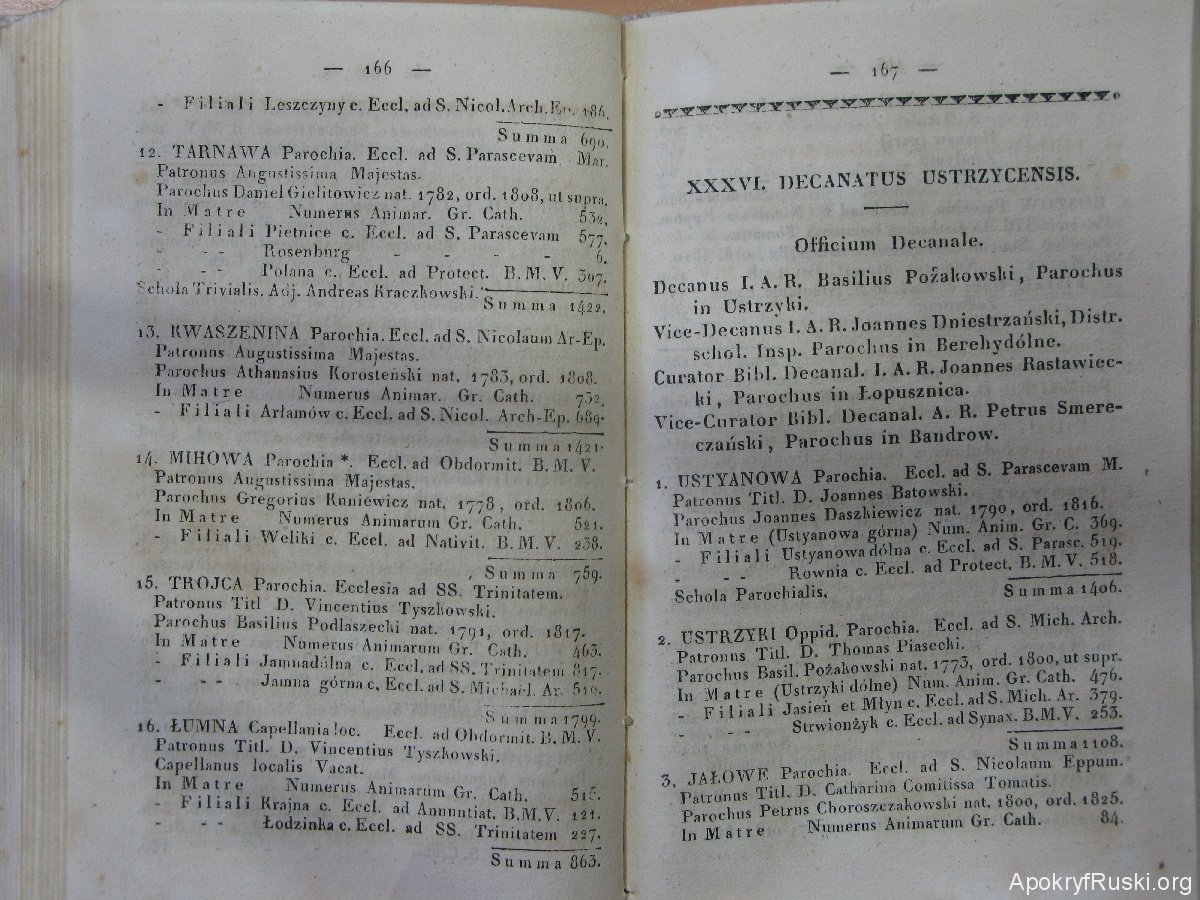 — 166 —
- Filiali Leszczyny c. Eccl. ad S. Nicol. Arch. Ep. 186.
Summa 690.
12. TARNAWA Parochia. Eccl. ad S. Parascevam Mar.
Patronus Augustissima Majestas.
Parochus Daniel Gielitowicz nat. 1782, ord. 1808, ut supra.
In Matre Numerus Animar. Gr. Cath. 532.
- Filiali Pietnice c. Eccl. ad S. Parascevam 577.
- - - Rosenburg - - - - - 6.
- - - Polana c. Eccl. ad Protect. B. M. V. 307.
Schola Trivialis. Adj. Andreas Kraczkowski.
Summa 1422.
13. KWASZENINA Parochia. Eccl. ad S. Nicolaum Ar-Ep.
Patronus Augustissima Majestas.
Parochus Athanasius Korosteński nat. 1783, ord. 1808.
In Matre Numerus Animar. Gr. Cath. 732.
- Filiali Arłamów c. Eccl. ad S. Nicol. Arch-Ep. 689.
Summa 1421.
14. MIHOWA Parochia *. Eccl. ad Obdormit. B. M. V.
Patronus Augustissima Majestas.
Parochus Gregorius Kuniewicz nat. 1778, ord. 1806.
In Matre Numerus Animarum Gr. Cath. 521.
- Filiali Weliki c. Eccl. ad Nativit. B. M. V. 238.
Summa 759.
15. TROJCA Parochia. Ecclesia ad SS. Trinitatem.
Patronus Titl D. Vincentius Tyszkowski.
Parochus Basilius Podlaszecki nat. 1791, ord. 1817.
In Matre Numerus Animarum Gr. Cath. 463.
- Filiali Jamnadólna c. Eccl. ad SS. Trinitatem 817.
- - - Jamna górna c. Eccl. ad S. Michaël. Ar. 519.
Summa 1799.
16. ŁUMNA Capellania loc. Eccl. ad Obdormit. B. M. V.
Patronus Titl. D. Vincentius Tyszkowski.
Capellanus localis Vacat.
In Matre Numerus Animarum Gr. Cath. 515.
- Filiali Krajna c. Eccl. ad Annuntiat. B.M.V. 121.
- - - Łodzinka c. Eccl. ad SS. Trinitatem 227.
Summa 863.
— 167 —
XXXVI. DECANATUS USTRZYCENSIS.
Officium Decanale.
Decanus I. A. R. Basilius Pożakowski, Parochus
in Ustrzyki.
Vice-Decanus I. A. R. Joannes Dniestrzański, Distr.
schol. Insp. Parochus in Berehydólne.
Curator Bibl. Decanal. I. A. R. Joannes Rastawiec-
ki, Parochus in Łopusznica.
Vice-Curator Bibl. Decanal. A. R. Petrus Smere-
czański, Parochus in Bandrow.
1. USTYANOWA Parochia. Eccl. ad S. Parascevam M.
Patronus Titl. D. Joannes Batowski.
Parochus Joannes Daszkiewicz nat. 1790, ord. 1816.
In Matre (Ustyanowa górna) Num. Anim. Gr. C. 369.
- Filiali Ustyanowa dólna c. Eccl. ad S. Parasc. 519.
- - - Rownia c. Eccl. ad Protect. B. M. V. 518.
Schola Parochialis. Summa 1406.
2. USTRZYKI Oppid. Parochia. Eccl. ad S. Mich. Arch.
Patronus Titl. D. Thomas Piasecki.
Parochus Basil. Pożakowski nat. 1773, ord. 1800, ut supr.
In Matre (Ustrzyki dólne) Num. Anim. Gr. Cath. 476.
- Filiali Jasień et Młyn c. Eccl. ad S. Mich. Ar. 379.
- - - Strwionżyk c. Eccl. ad Synax. B.M.V. 253.
Summa 1108.
3. JAŁOWE Parochia. Eccl. ad S. Nicolaum Eppum.
Patronus Titl. D. Catharina Comitissa Tomatis.
Parochus Petrus Choroszczakowski nat. 1800, ord. 1825.
In Matre Numerus Animarum Gr. Cath. 84.
ApokryfRuski.org